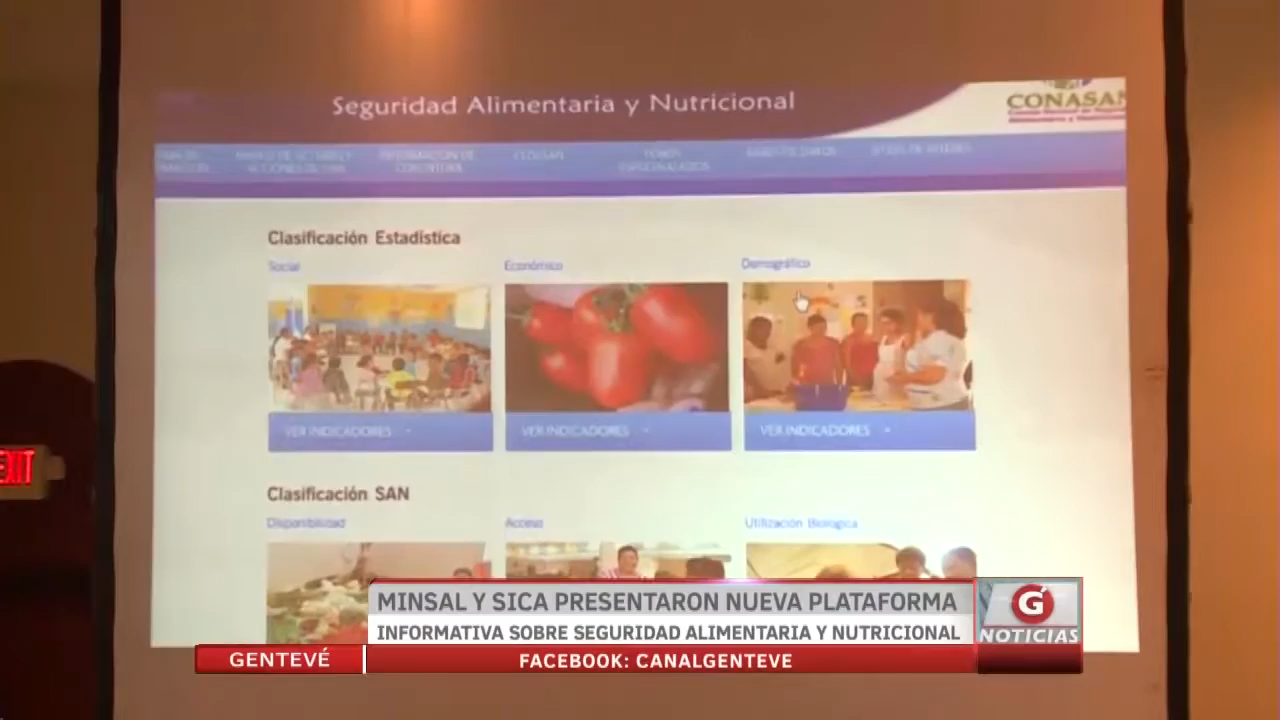 Seguridad Alimentaria y Nutricional
CONASAN
Clasificación Estadística
Social
Económico
Demográfico
VER INDICADORES
VER INDICADORES
VER INDICADORES
Clasificación SAN
Disponibilidad
Acceso
Utilización Biologica
EXIT
MINSAL Y SICA PRESENTARON NUEVA PLATAFORMA
INFORMATIVA SOBRE SEGURIDAD ALIMENTARIA Y NUTRICIONAL
G
NOTICIAS
GENTEVÉ
FACEBOOK: CANALGENTEVE